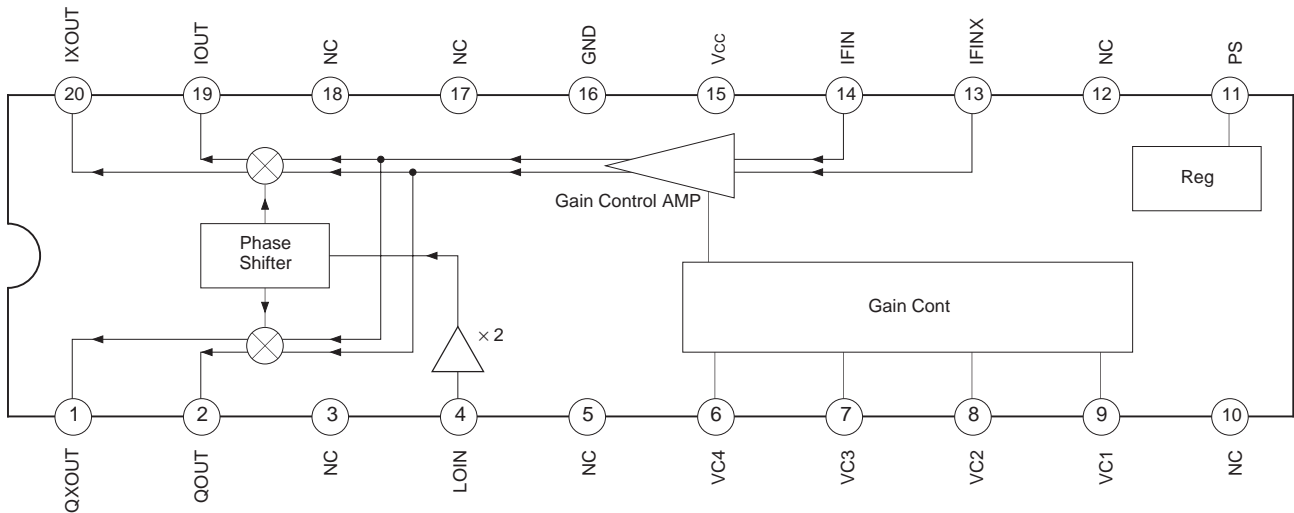 IXOUT
IOUT
NC
NC
GND
Vcc
IFIN
IFINX
NC
PS
20
19
18
17
16
15
14
13
12
11
Reg
Gain Control AMP
Phase
Shifter
Gain Cont
× 2
1
2
3
4
5
6
7
8
9
10
QXOUT
QOUT
NC
LOIN
NC
VC4
VC3
VC2
VC1
NC